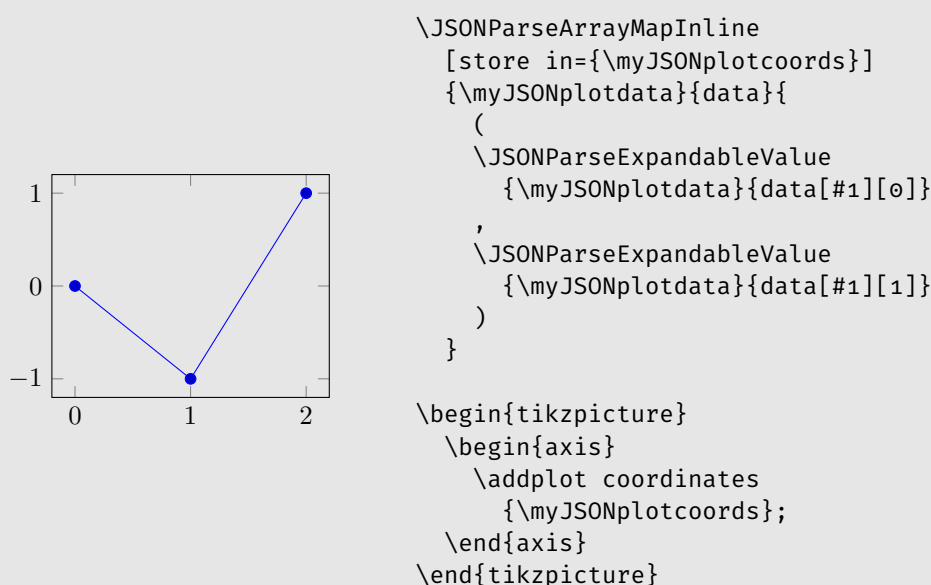 1
0
−1
0 1 2
\JSONParseArrayMapInline
  [store in={\myJSONplotcoords}]
  {\myJSONplotdata}{data}{
    (
    \JSONParseExpandableValue
      {\myJSONplotdata}{data[#1][0]}
    ,
    \JSONParseExpandableValue
      {\myJSONplotdata}{data[#1][1]}
    )
  }
\begin{tikzpicture}
  \begin{axis}
    \addplot coordinates
      {\myJSONplotcoords};
  \end{axis}
\end{tikzpicture}